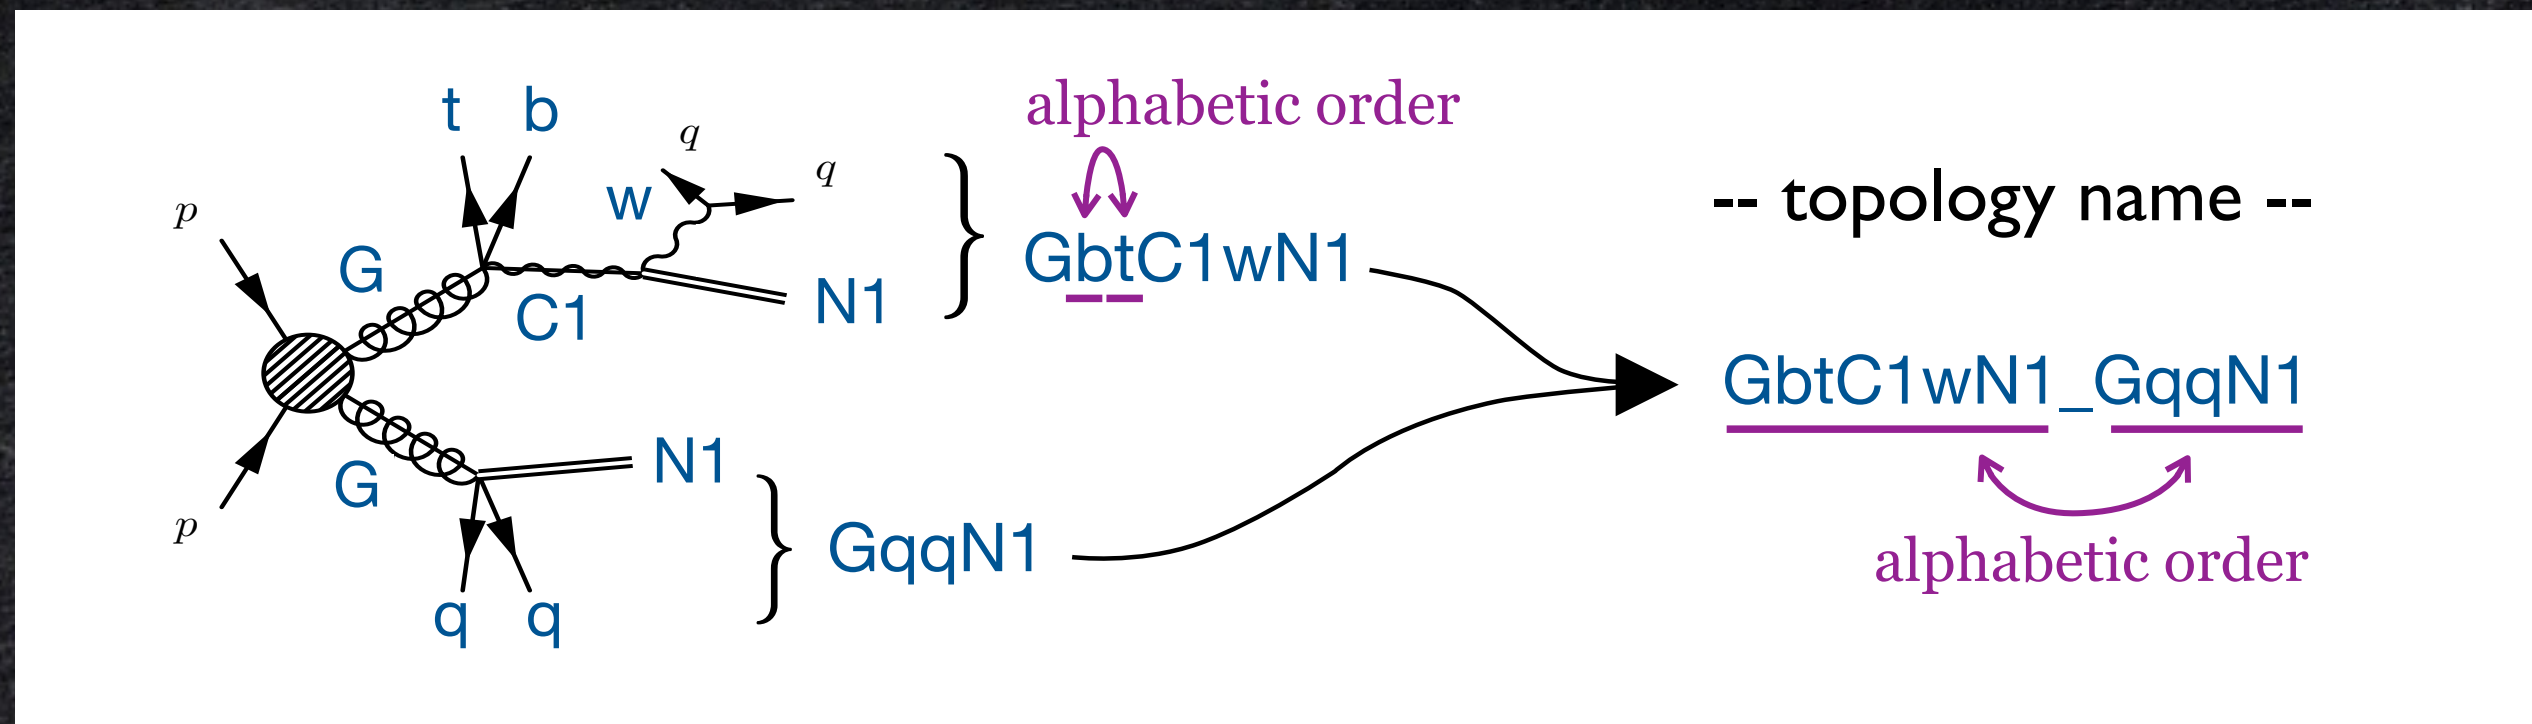 t b
q
q
w
p
G
C1
N1
alphabetic order
GbtC1wN1
-- topology name --
GbtC1wN1_GqqN1
alphabetic order
G
N1
p
q q
GqqN1